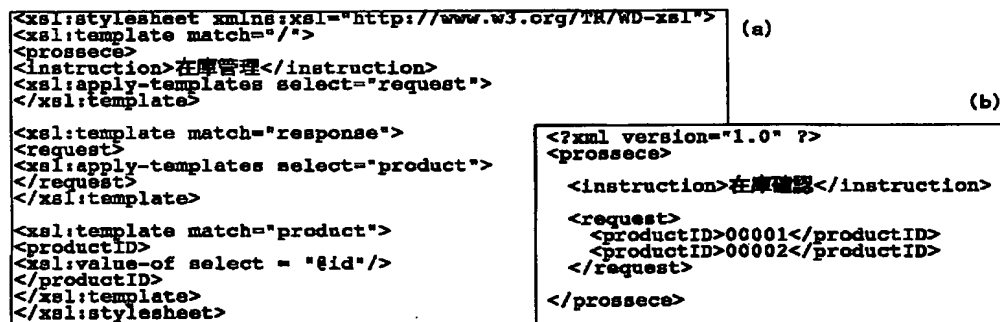 <xsl:stylesheet xmlns:xsl="http://www.w3.org/TR/WD-xsl">
<xsl:template match="/">
<prossece>
<instruction>在庫管理</instruction>
<xsl:apply-templates select="request">
</xsl:template>
<xsl:template match="response">
<request>
<xsl:apply-templates select="product">
</request>
</xsl:template>
<xsl:template match="product">
<productID>
<xsl:value-of select = "@id"/>
</productID>
</xsl:template>
</xsl:stylesheet>
(a)
(b)
<?xml version="1.0" ?>
<prossece>
<instruction>在庫確認</instruction>
<request>
<productID>00001</productID>
<productID>00002</productID>
</request>
</prossece>